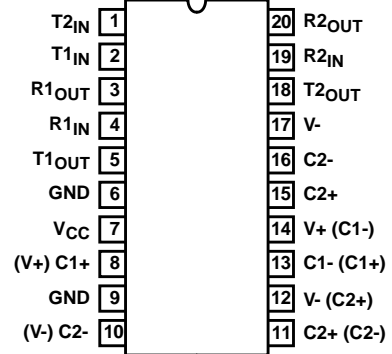 T2IN 1 20 R2OUT
T1IN 2 19 R2IN
R1OUT 3 18 T2OUT
R1IN 4 17 V-
T1OUT 5 16 C2-
GND 6 15 C2+
VCC 7 14 V+ (C1-)
(V+) C1+ 8 13 C1- (C1+)
GND 9 12 V- (C2+)
(V-) C2- 10 11 C2+ (C2-)